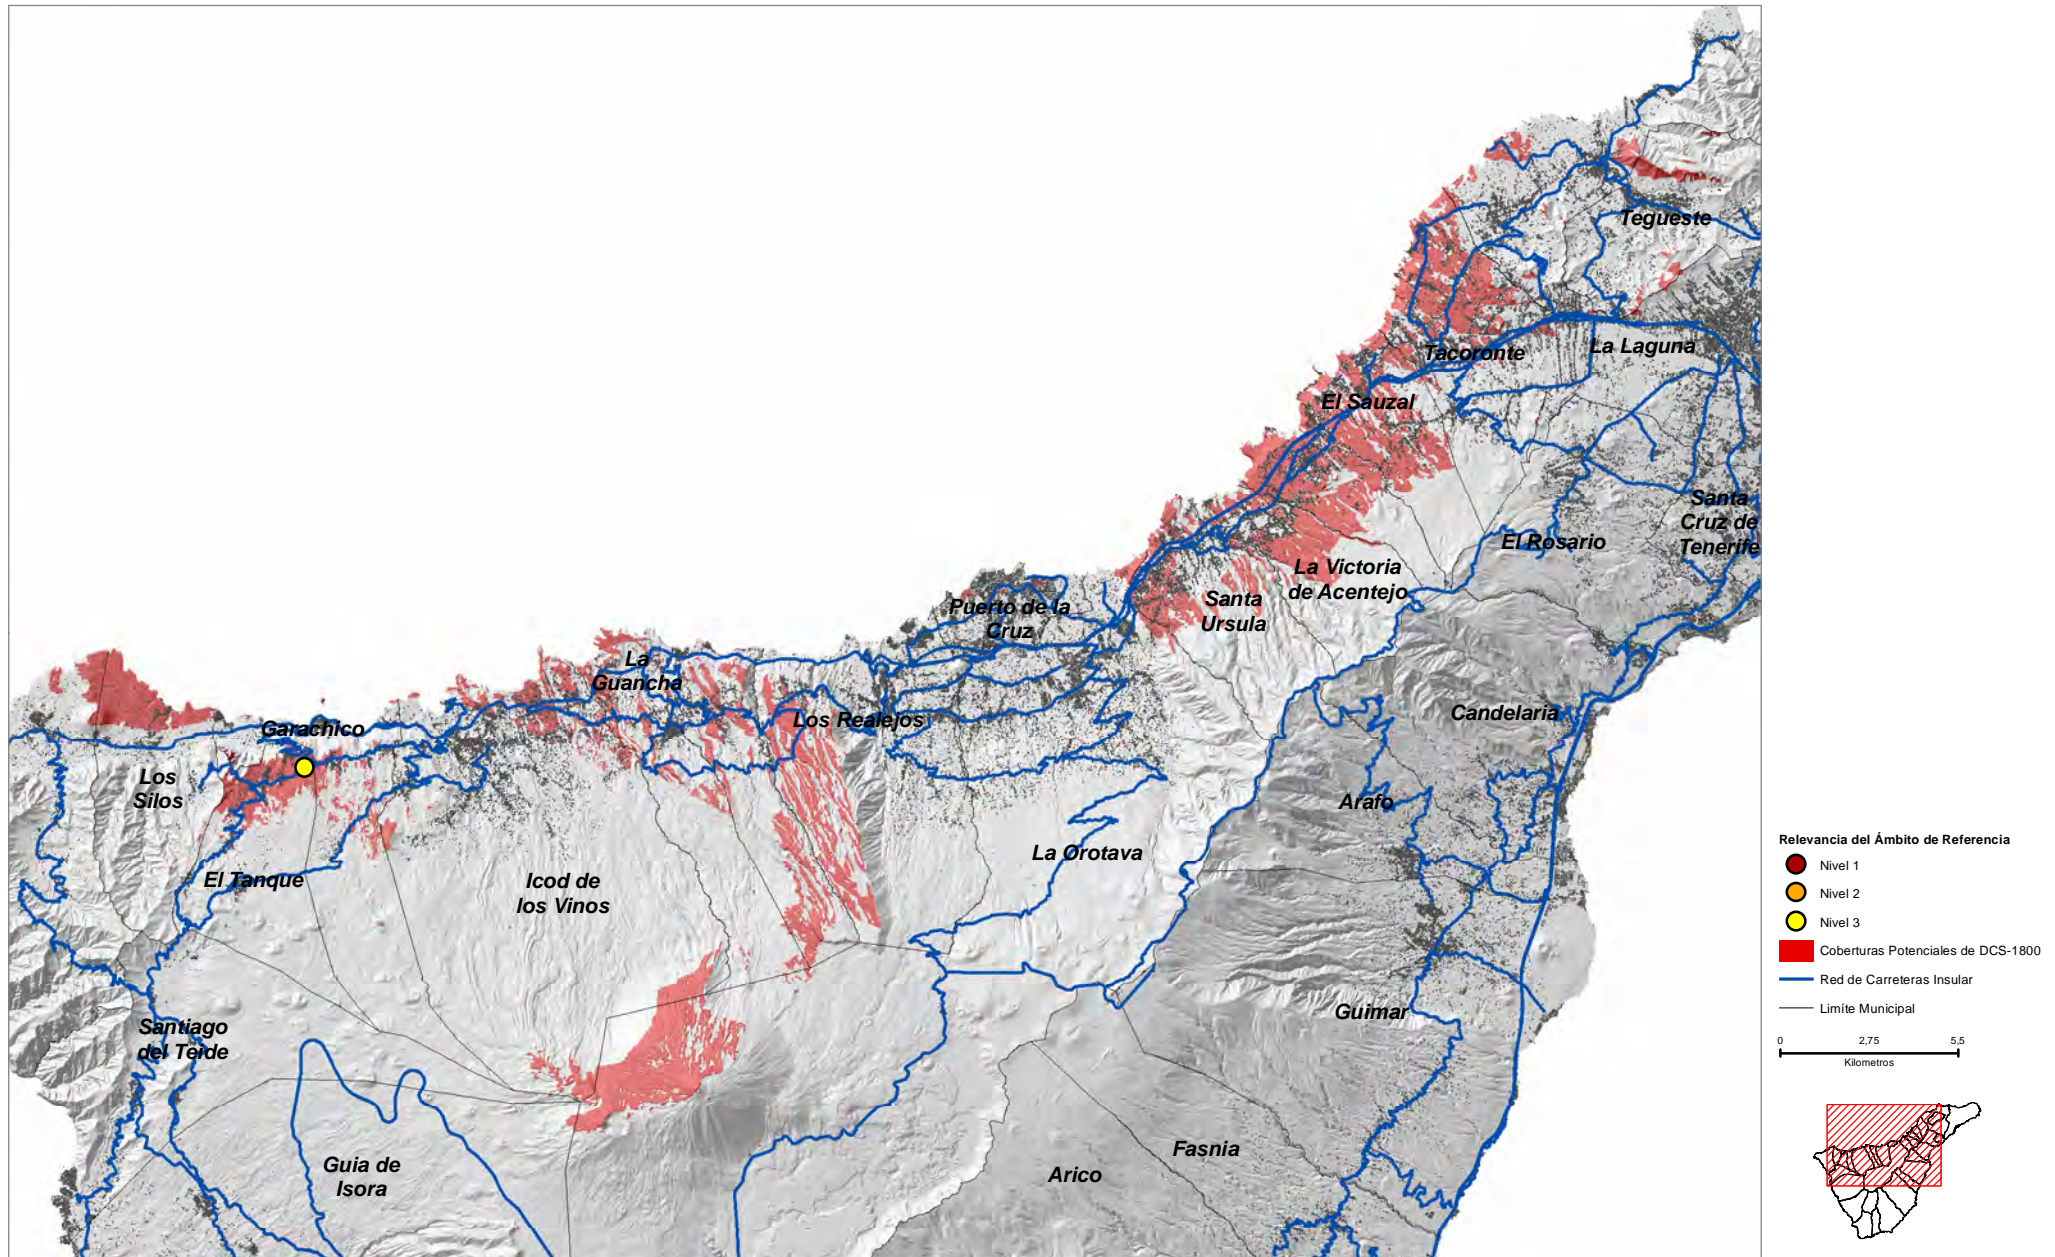 Tegueste
Tacoronte
La Laguna
El Sauzal
Santa
Cruz de
Tenerife
El Rosario
La Victoria
de Acentejo
Santa
Ursula
Puerto de la
Cruz
La
Guancha
Los Realejos
Candelaria
Garachico
Los
Silos
Arafo
La Orotava
El Tanque
Icod de
los Vinos
Guimar
Santiago
del Teide
Fasnia
Arico
Guia de
Isora
Relevancia del Ámbito de Referencia
Nivel 1
Nivel 2
Nivel 3
Coberturas Potenciales de DCS-1800
Red de Carreteras Insular
Limíte Municipal
0 2,75 5,5
Kilometros